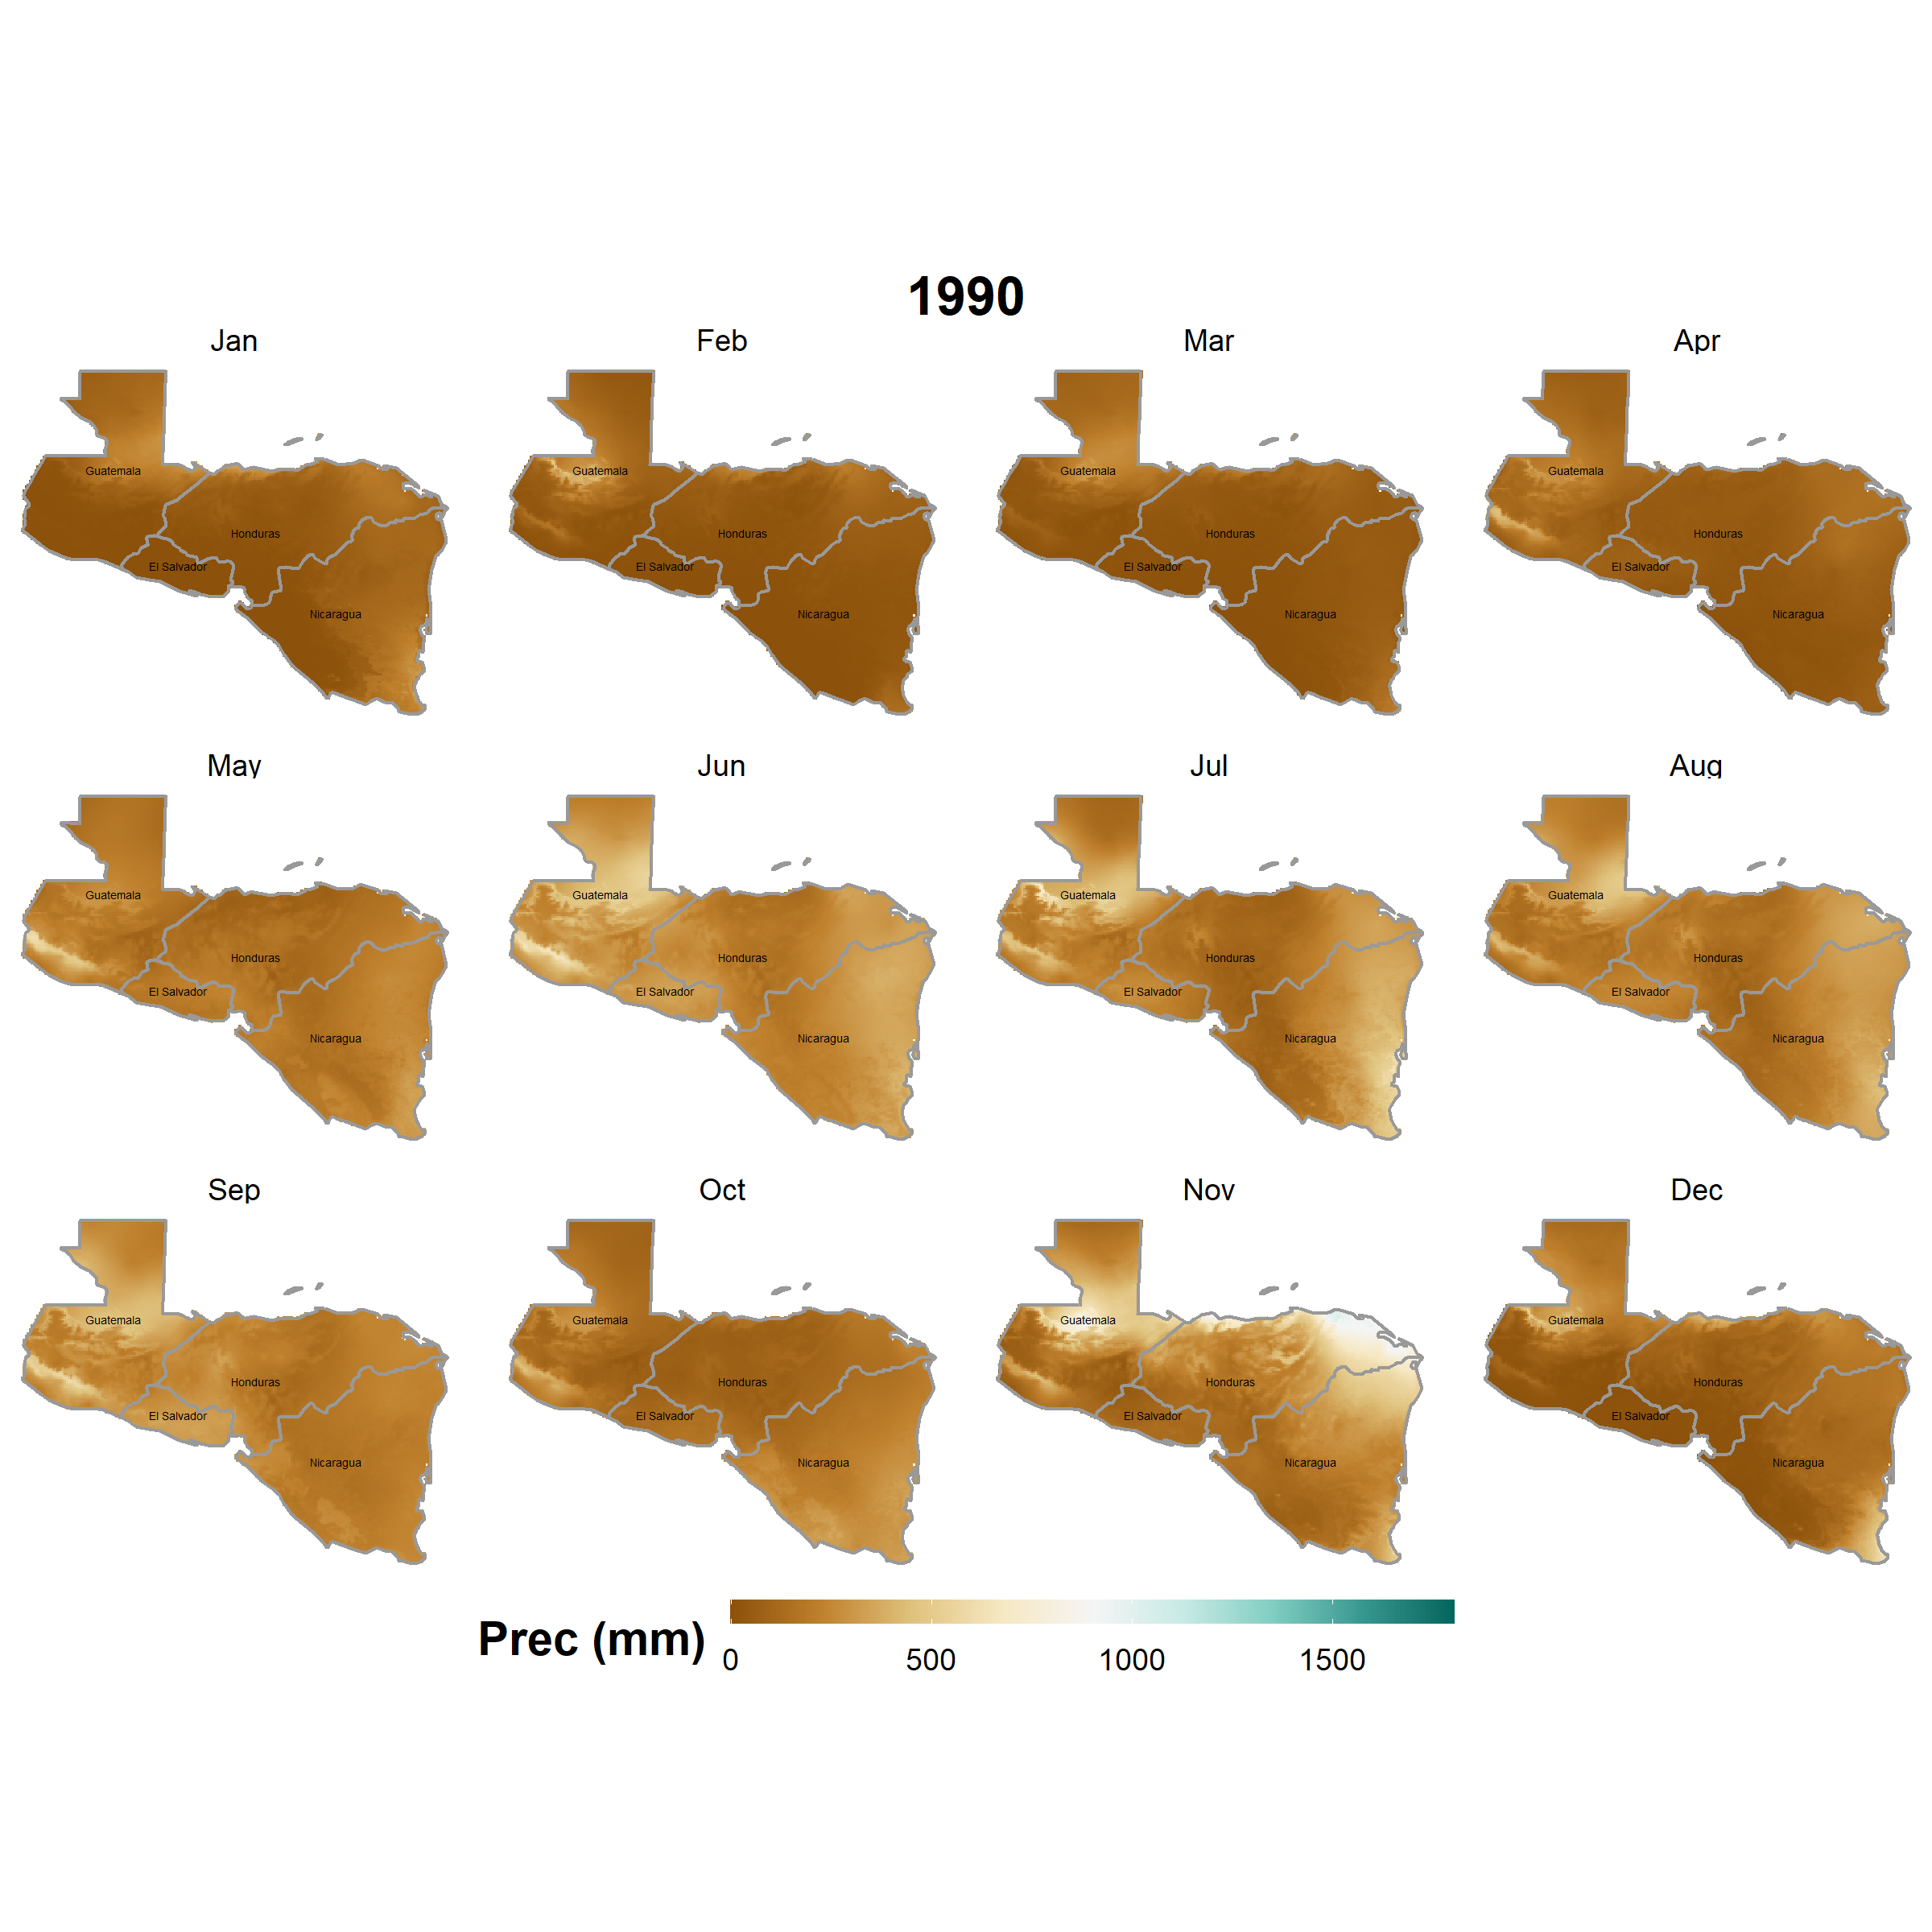 1990
Jan Feb Mar Apr
Guatemala Guatemala Guatemala Guatemala
Honduras Honduras Honduras Honduras
El Salvador El Salvador El Salvador El Salvador
Nicaragua Nicaragua Nicaragua Nicaragua
May Jun Jul Aug
Guatemala Guatemala Guatemala Guatemala
Honduras Honduras Honduras Honduras
El Salvador El Salvador El Salvador El Salvador
Nicaragua Nicaragua Nicaragua Nicaragua
Sep Oct Nov Dec
Guatemala Guatemala Guatemala Guatemala
Honduras Honduras Honduras Honduras
El Salvador El Salvador El Salvador El Salvador
Nicaragua Nicaragua Nicaragua Nicaragua
Prec (mm)
0 500 1000 1500